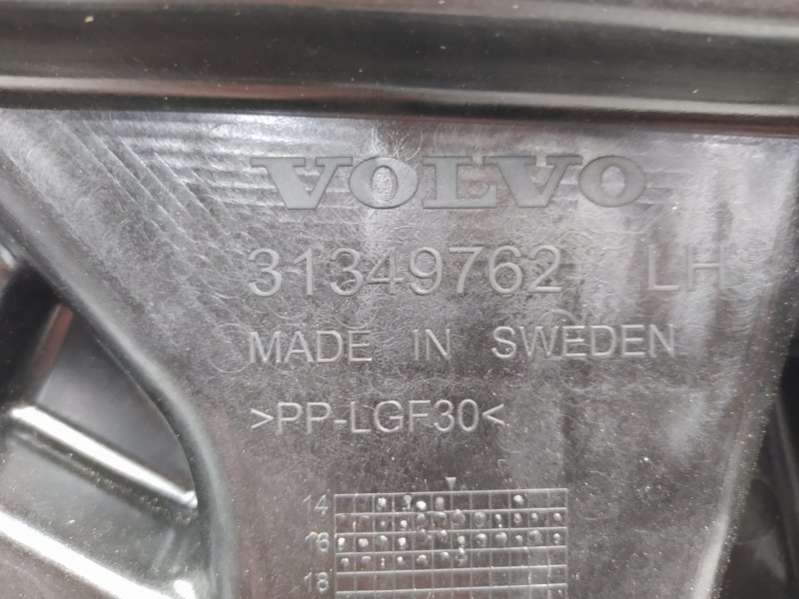 VOLVO
31349762 LH
MADE IN SWEDEN
>PP-LGF30<
14
16
18